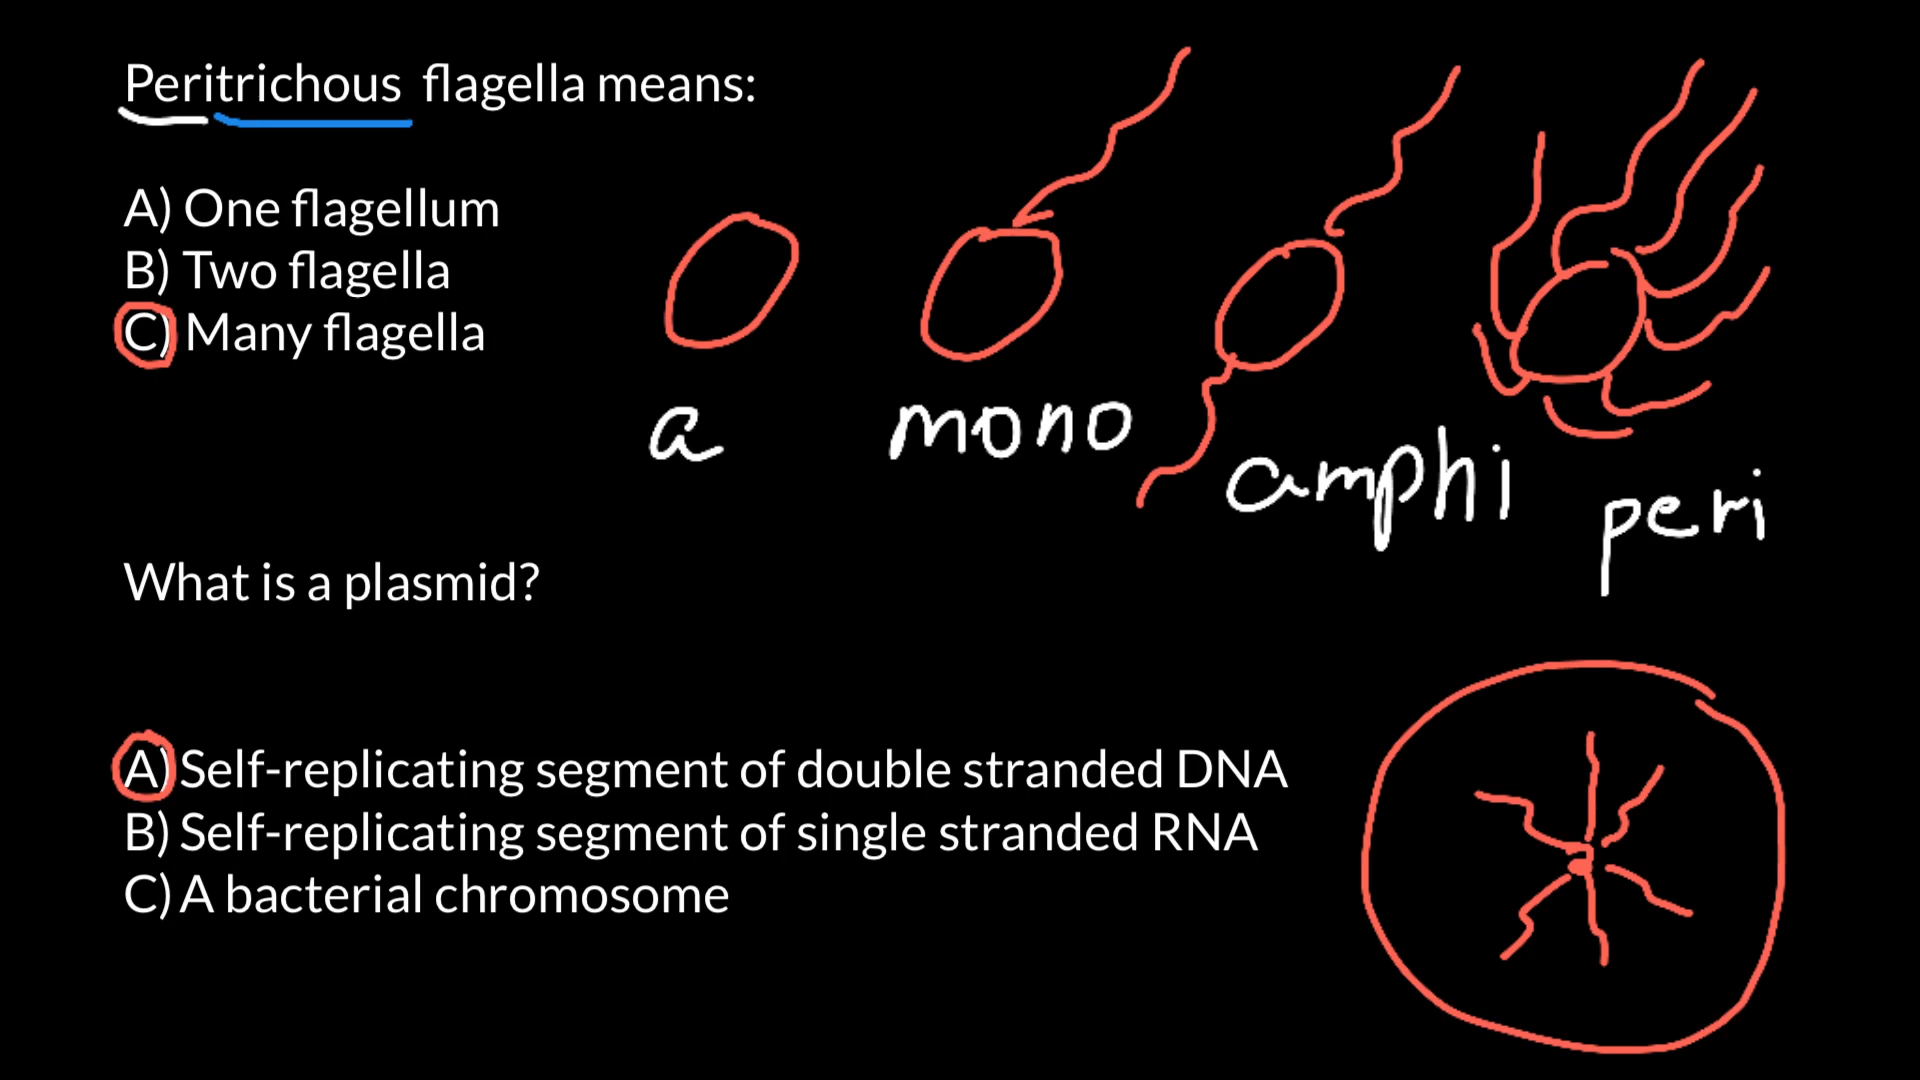 Peritrichous flagella means:
A) One flagellum
B) Two flagella
C) Many flagella
a
mono
amphi
peri
What is a plasmid?
A) Self-replicating segment of double stranded DNA
B) Self-replicating segment of single stranded RNA
C) A bacterial chromosome